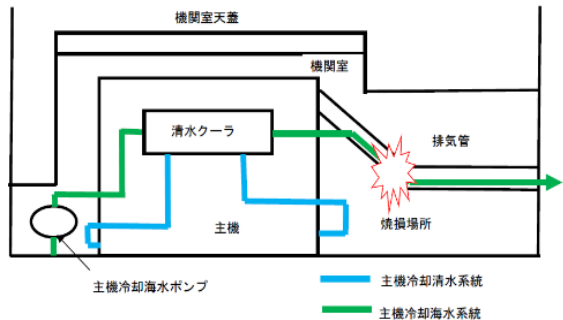 機関室天蓋
機関室
清水クーラ
排気管
主機
焼損場所
主機冷却海水ポンプ
主機冷却清水系統
主機冷却海水系統